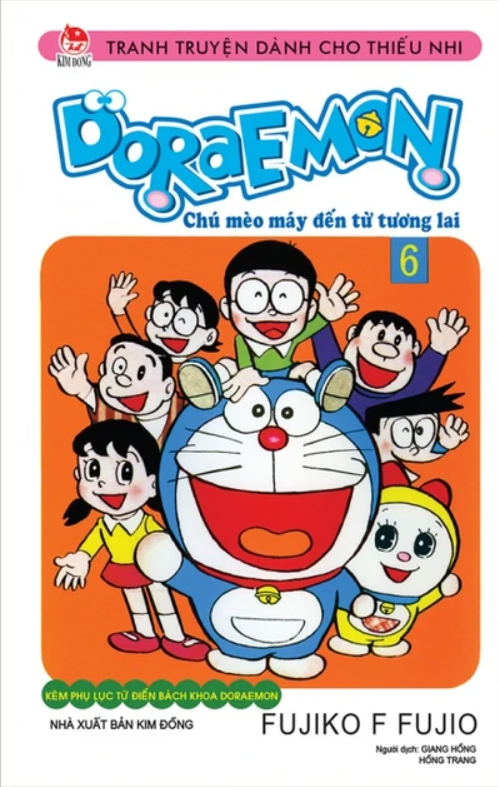 TRANH TRUYỆN DÀNH CHO THIẾU NHI
KIM ĐỒNG
DORAEMON
Chú mèo máy đến từ tương lai
6
KÈM PHỤ LỤC TỪ ĐIỂN BÁCH KHOA DORAEMON
NHÀ XUẤT BẢN KIM ĐỒNG
FUJIKO F FUJIO
Người dịch: GIANG HỒNG
HỒNG TRANG